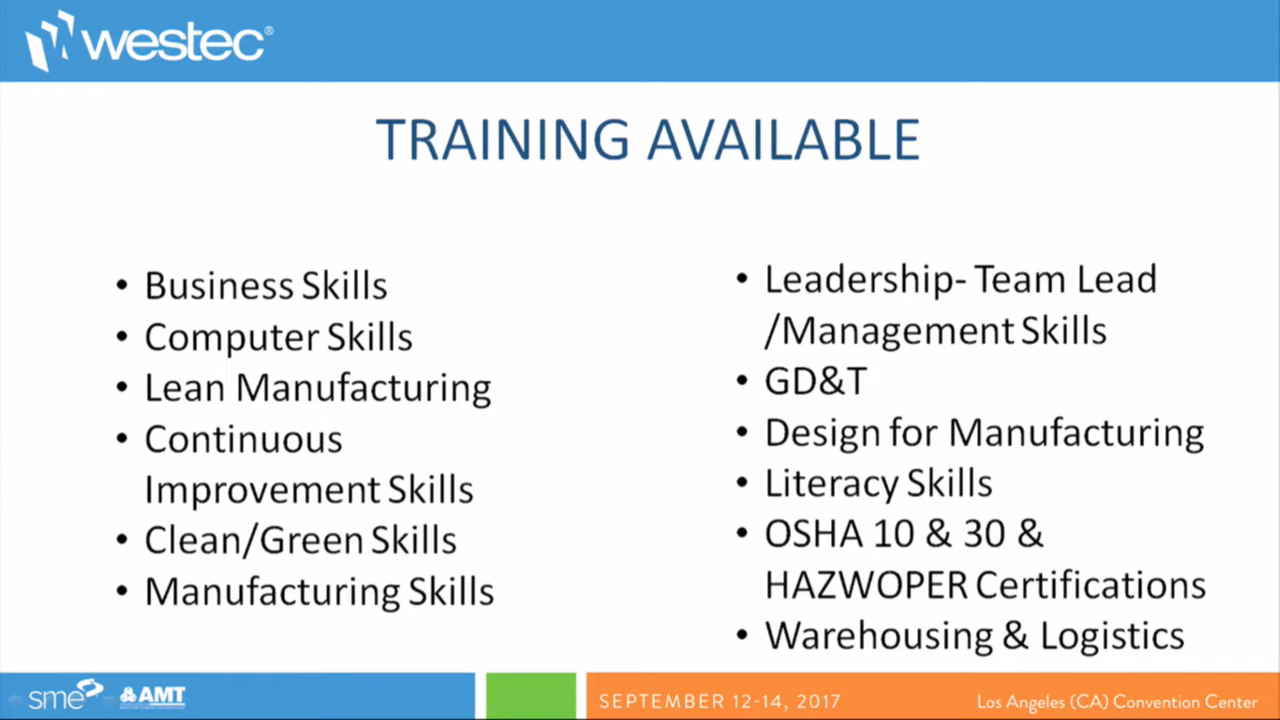 westec®
TRAINING AVAILABLE
• Business Skills
• Computer Skills
• Lean Manufacturing
• Continuous
Improvement Skills
• Clean/Green Skills
• Manufacturing Skills
• Leadership- Team Lead
/Management Skills
• GD&T
• Design for Manufacturing
• Literacy Skills
• OSHA 10 & 30 &
HAZWOPER Certifications
• Warehousing & Logistics
sme AMT
SEPTEMBER 12-14, 2017
Los Angeles (CA) Convention Center